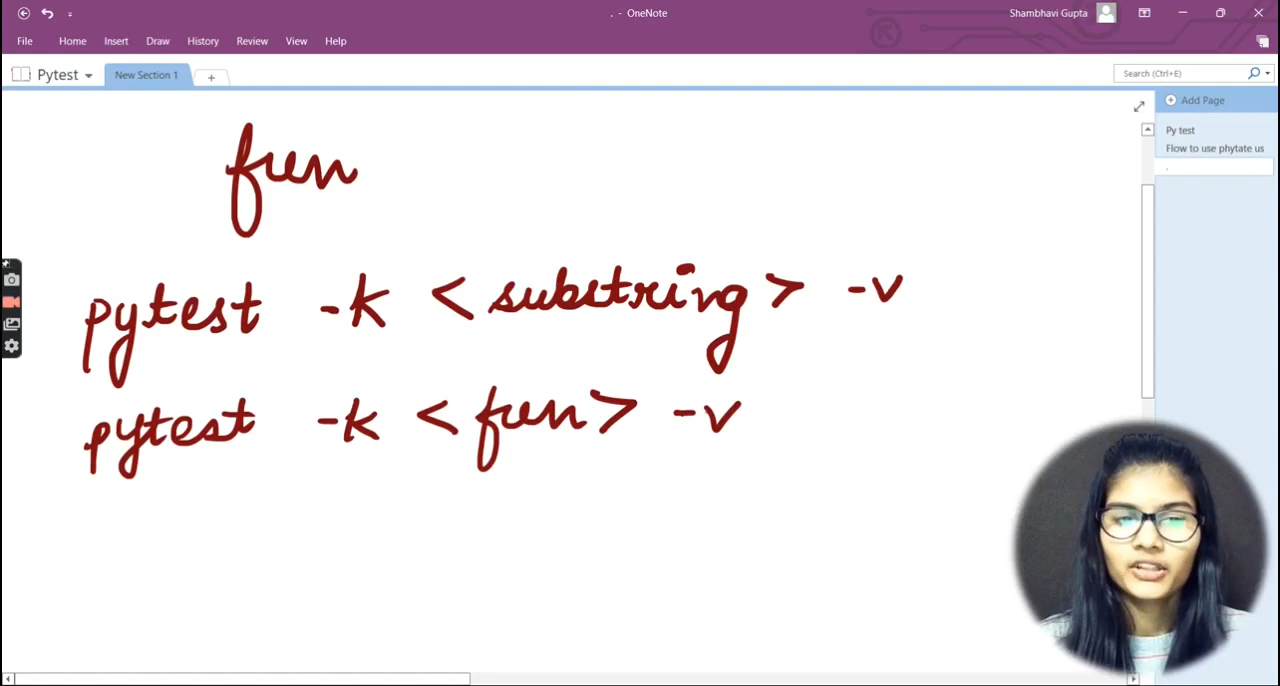 . - OneNote
Shambhavi Gupta
File Home Insert Draw History Review View Help
Pytest New Section 1 +
Search (Ctrl+E)
Add Page
Py test
Flow to use phytate us
.
fun
pytest -k < substring > -v
pytest -k < fun > -v